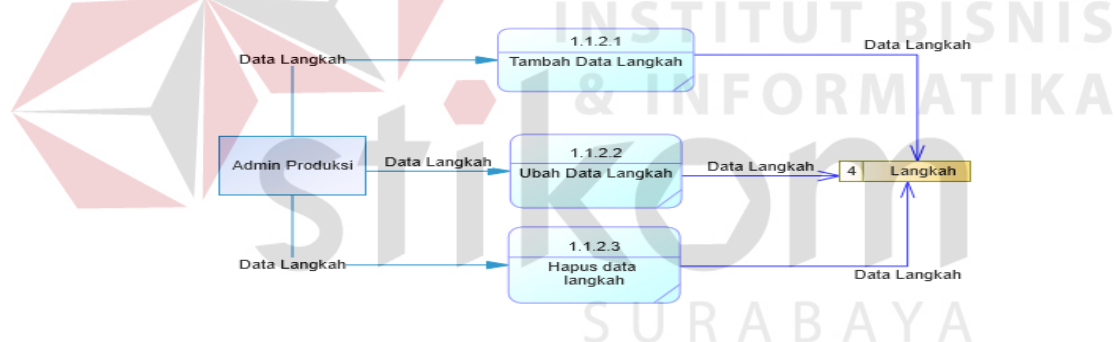 INSTITUT BISNIS
& INFORMATIKA
stikom
SURABAYA
1.1.2.1
Tambah Data Langkah
Data Langkah
Data Langkah
Admin Produksi
Data Langkah
1.1.2.2
Ubah Data Langkah
Data Langkah
4 Langkah
1.1.2.3
Hapus data
langkah
Data Langkah
Data Langkah